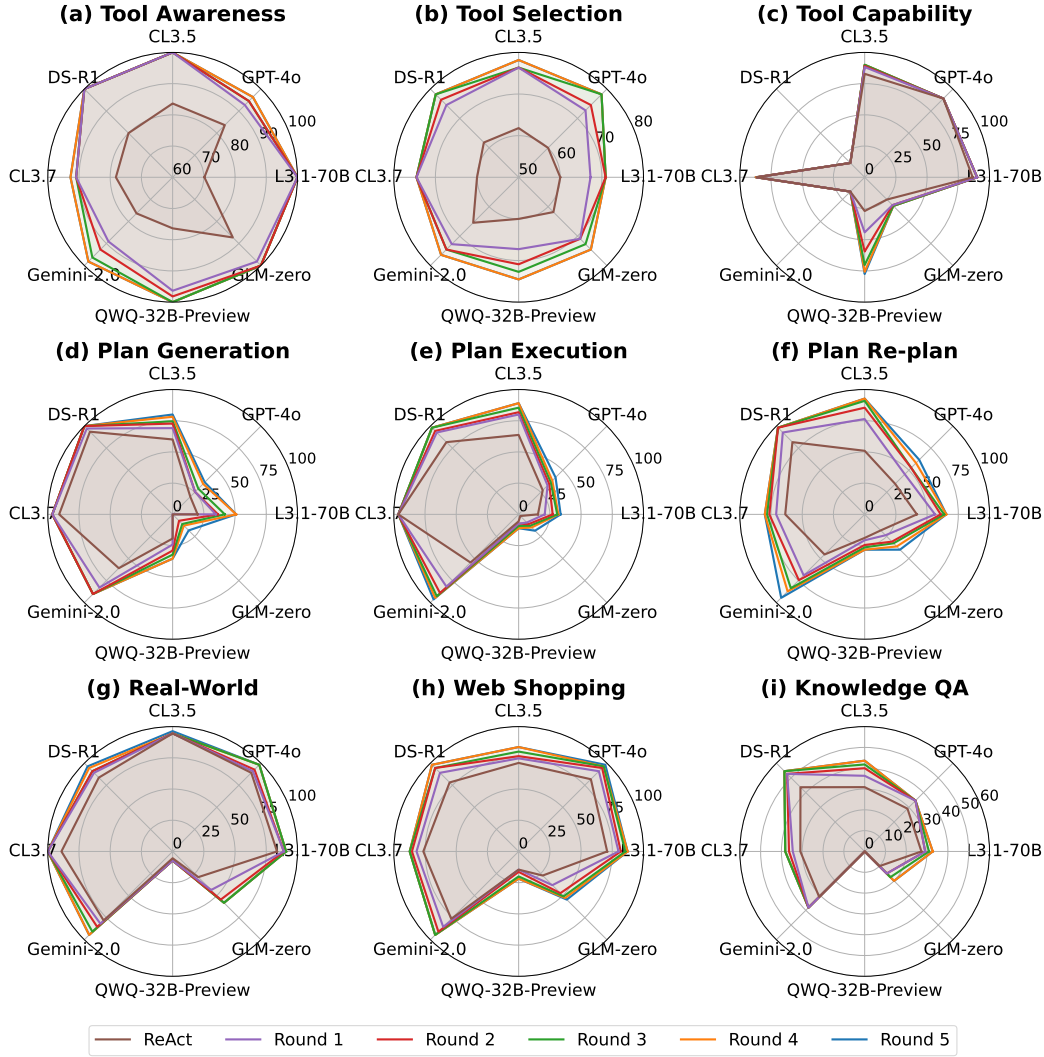 (a) Tool Awareness
CL3.5
DS-R1
GPT-4o
CL3.7
L3.1-70B
Gemini-2.0
GLM-zero
QWQ-32B-Preview
60
70
80
90
100
(b) Tool Selection
CL3.5
DS-R1
GPT-4o
CL3.7
L3.1-70B
Gemini-2.0
GLM-zero
QWQ-32B-Preview
50
60
70
80
(c) Tool Capability
CL3.5
DS-R1
GPT-4o
CL3.7
L3.1-70B
Gemini-2.0
GLM-zero
QWQ-32B-Preview
0
25
50
75
100
(d) Plan Generation
CL3.5
DS-R1
GPT-4o
CL3.7
L3.1-70B
Gemini-2.0
GLM-zero
QWQ-32B-Preview
0
25
50
75
100
(e) Plan Execution
CL3.5
DS-R1
GPT-4o
CL3.7
L3.1-70B
Gemini-2.0
GLM-zero
QWQ-32B-Preview
0
25
50
75
100
(f) Plan Re-plan
CL3.5
DS-R1
GPT-4o
CL3.7
L3.1-70B
Gemini-2.0
GLM-zero
QWQ-32B-Preview
0
25
50
75
100
(g) Real-World
CL3.5
DS-R1
GPT-4o
CL3.7
L3.1-70B
Gemini-2.0
GLM-zero
QWQ-32B-Preview
0
25
50
75
100
(h) Web Shopping
CL3.5
DS-R1
GPT-4o
CL3.7
L3.1-70B
Gemini-2.0
GLM-zero
QWQ-32B-Preview
0
25
50
75
100
(i) Knowledge QA
CL3.5
DS-R1
GPT-4o
CL3.7
L3.1-70B
Gemini-2.0
GLM-zero
QWQ-32B-Preview
0
10
20
30
40
50
60
ReAct
Round 1
Round 2
Round 3
Round 4
Round 5